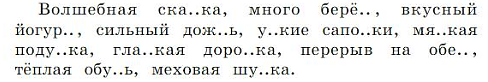 Волшебная ска..ка, много берё.., вкусный
йогур.., сильный дож..ь, у..кие сапо..ки, мя..кая
поду..ка, гла..кая доро..ка, перерыв на обе..,
тёплая обу..ь, меховая шу..ка.